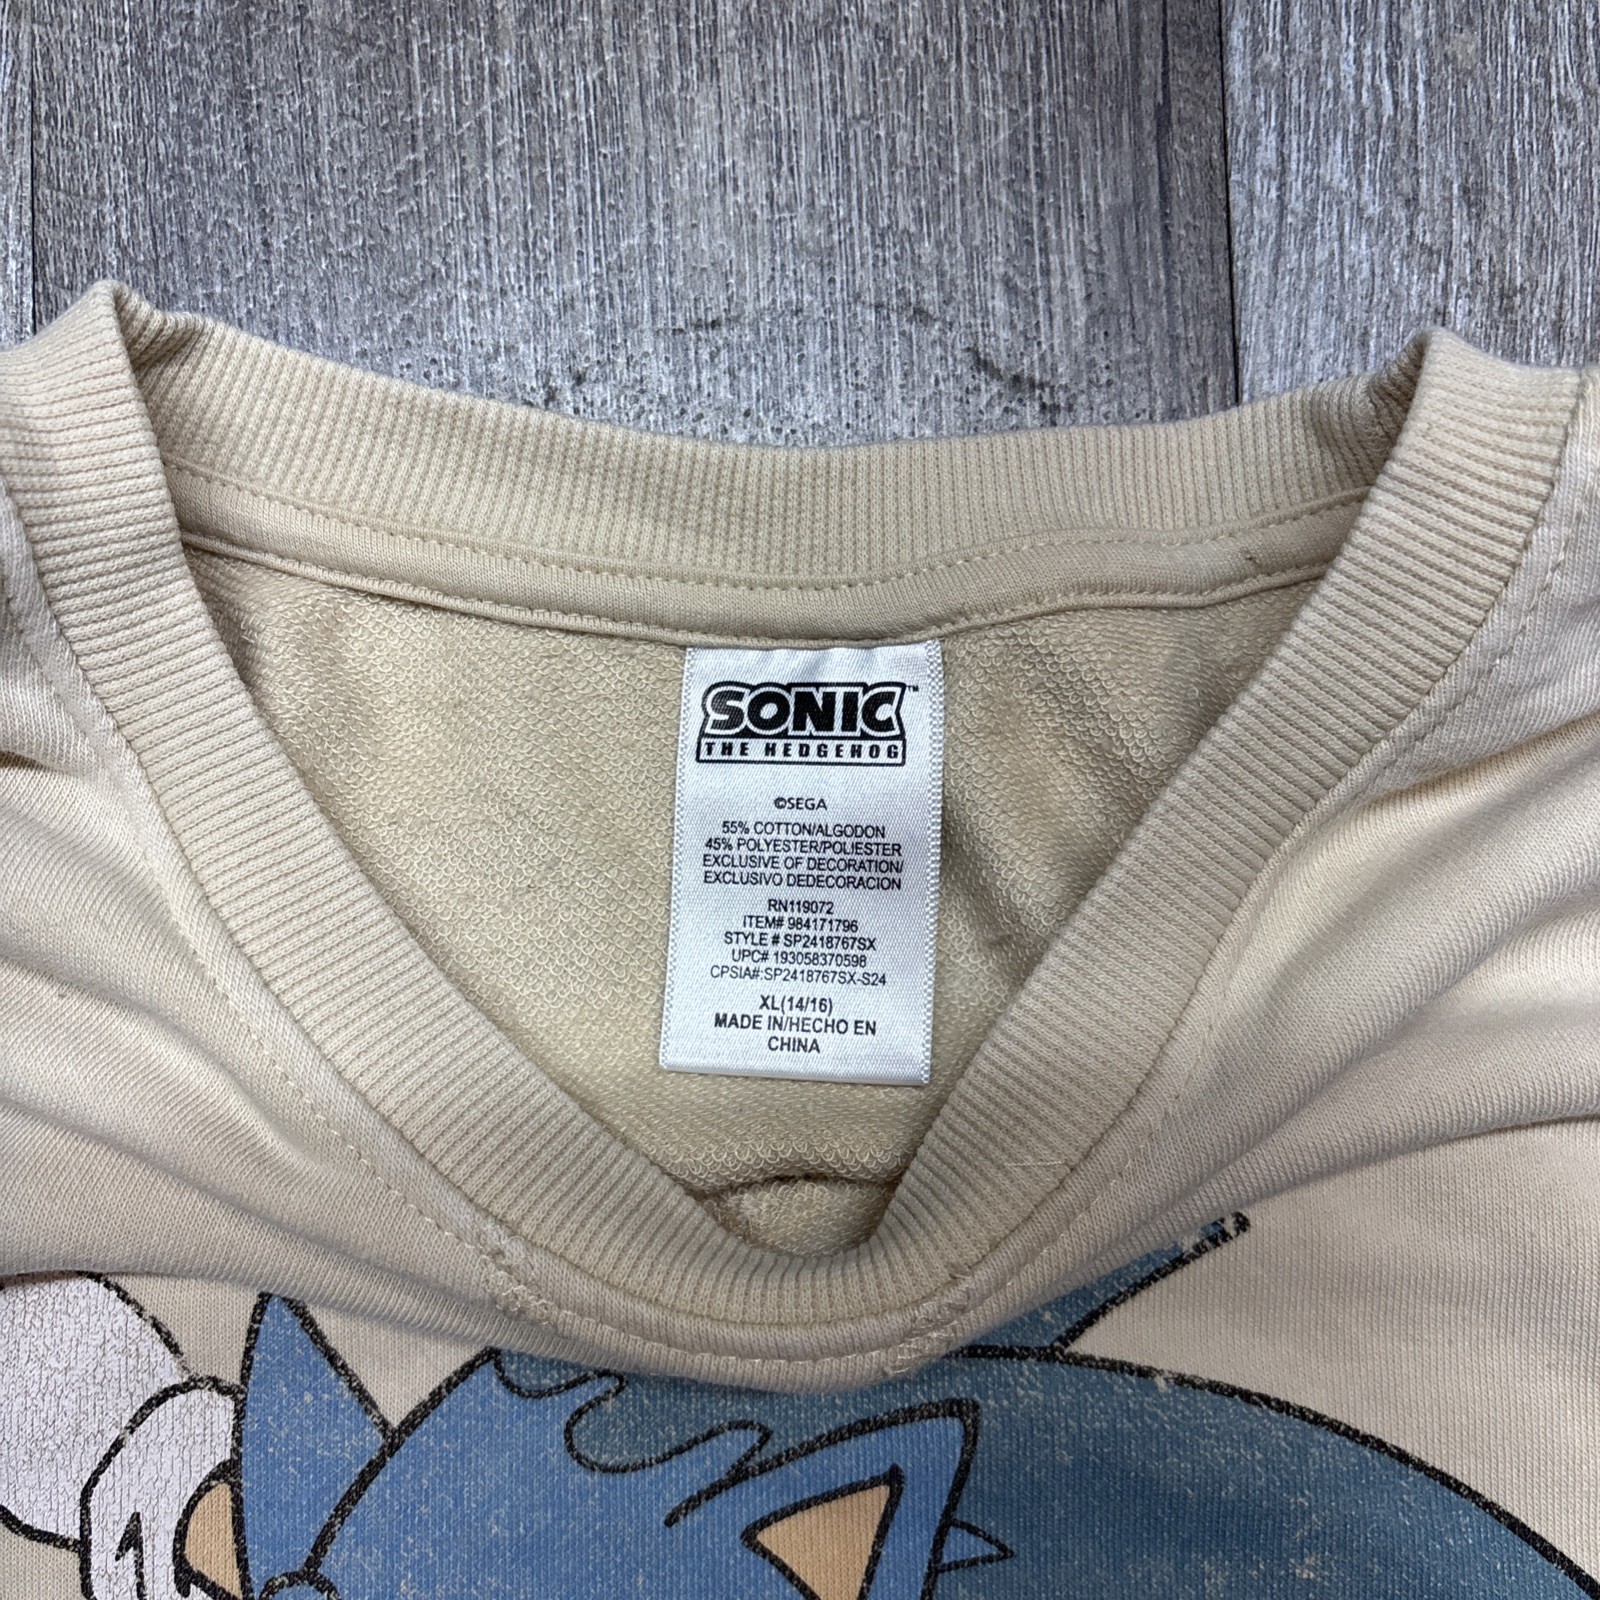 SONIC™
THE HEDGEHOG
©SEGA
55% COTTON/ALGODON
45% POLYESTER/POLIESTER
EXCLUSIVE OF DECORATION/
EXCLUSIVO DEDECORACION
RN119072
ITEM# 984171796
STYLE # SP2418767SX
UPC# 193058370598
CPSIA#:SP2418767SX-S24
XL(14/16)
MADE IN/HECHO EN
CHINA